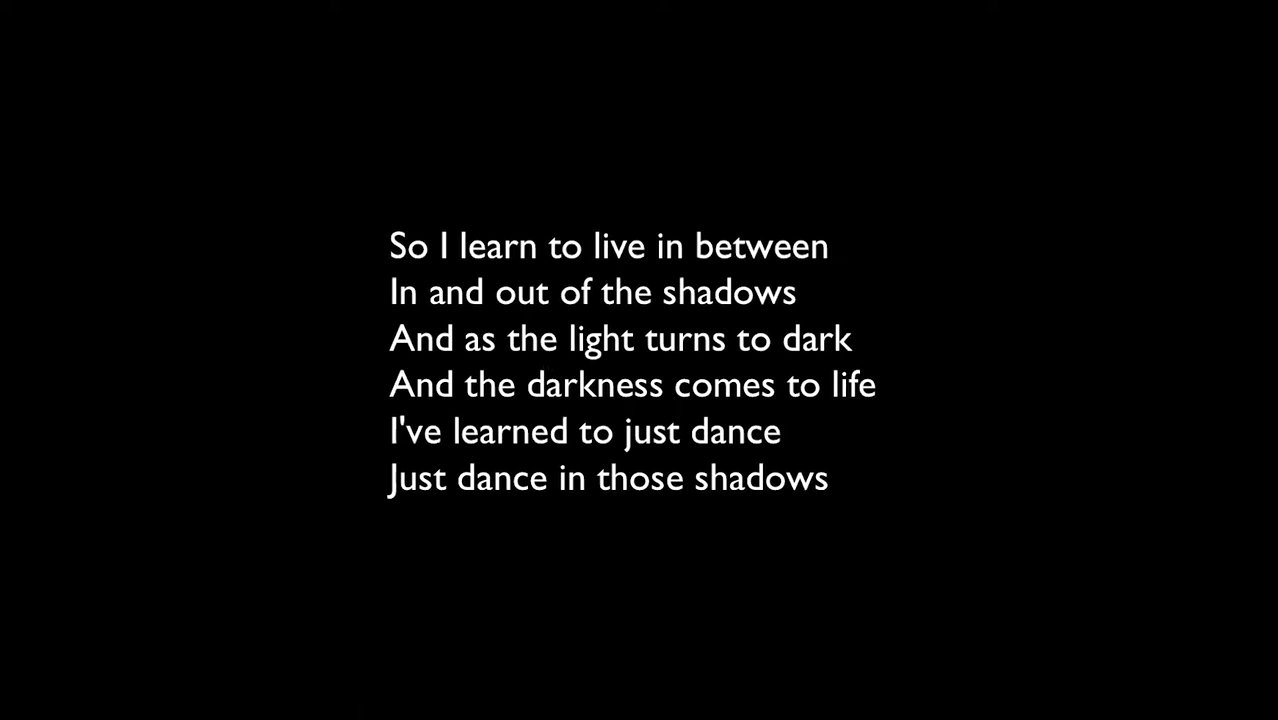 So I learn to live in between
In and out of the shadows
And as the light turns to dark
And the darkness comes to life
I've learned to just dance
Just dance in those shadows